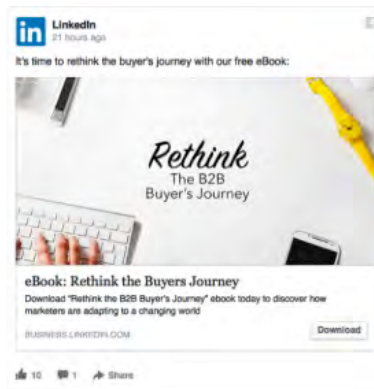 in LinkedIn
21 hours ago
It's time to rethink the buyer's journey with our free eBook:
Rethink
The B2B
Buyer's Journey
eBook: Rethink the Buyers Journey
Download "Rethink the B2B Buyer's Journey" ebook today to discover how
marketers are adapting to a changing world
BUSINESS.LINKEDIN.COM
Download
10 1 Share